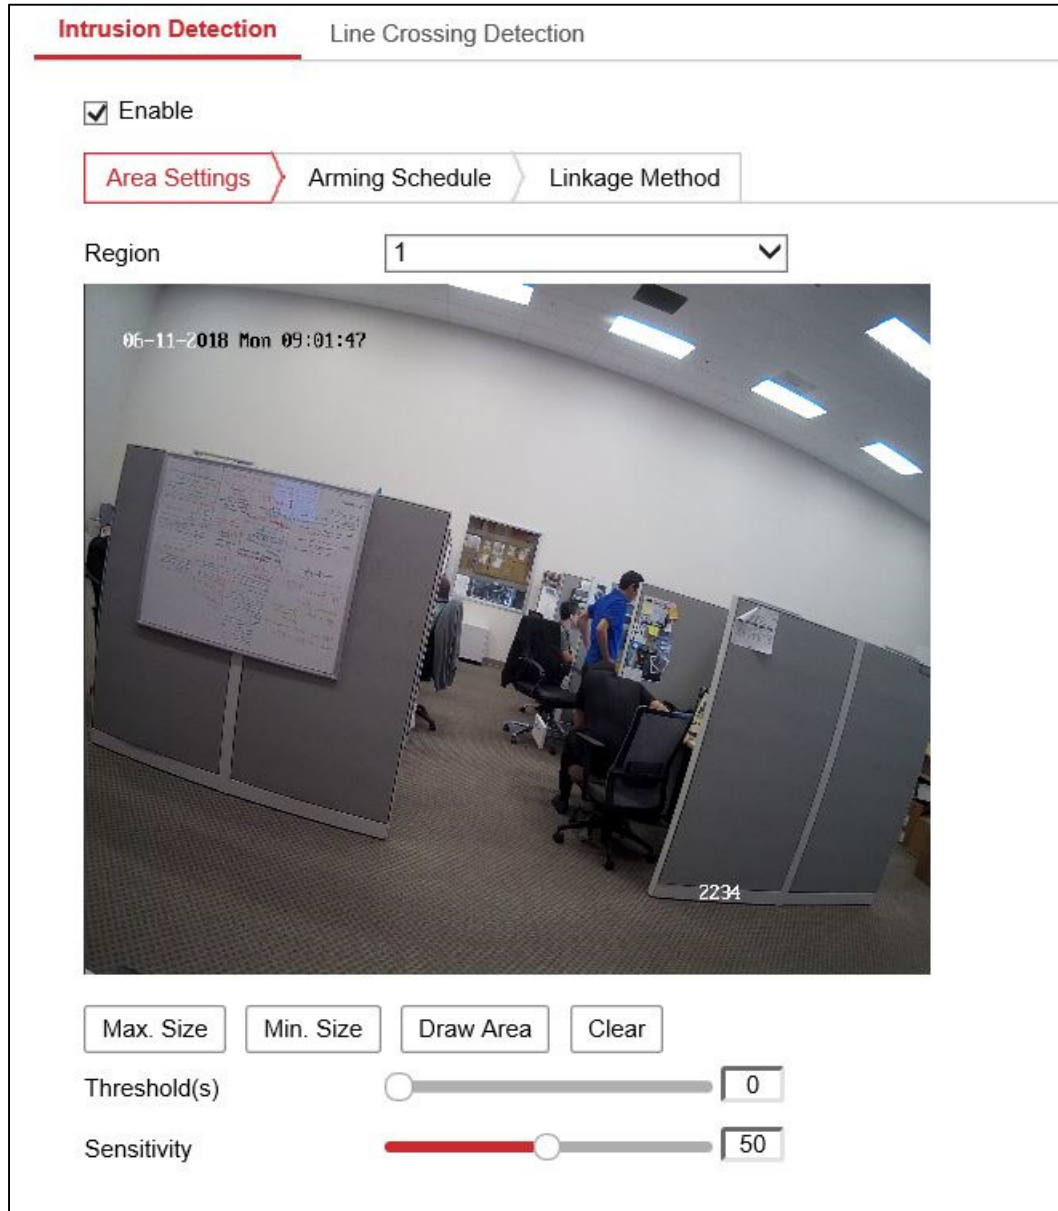 Intrusion Detection Line Crossing Detection
Enable
Area Settings Arming Schedule Linkage Method
Region 1
06-11-2018 Mon 09:01:47
2234
Max. Size Min. Size Draw Area Clear
Threshold(s) 0
Sensitivity 50